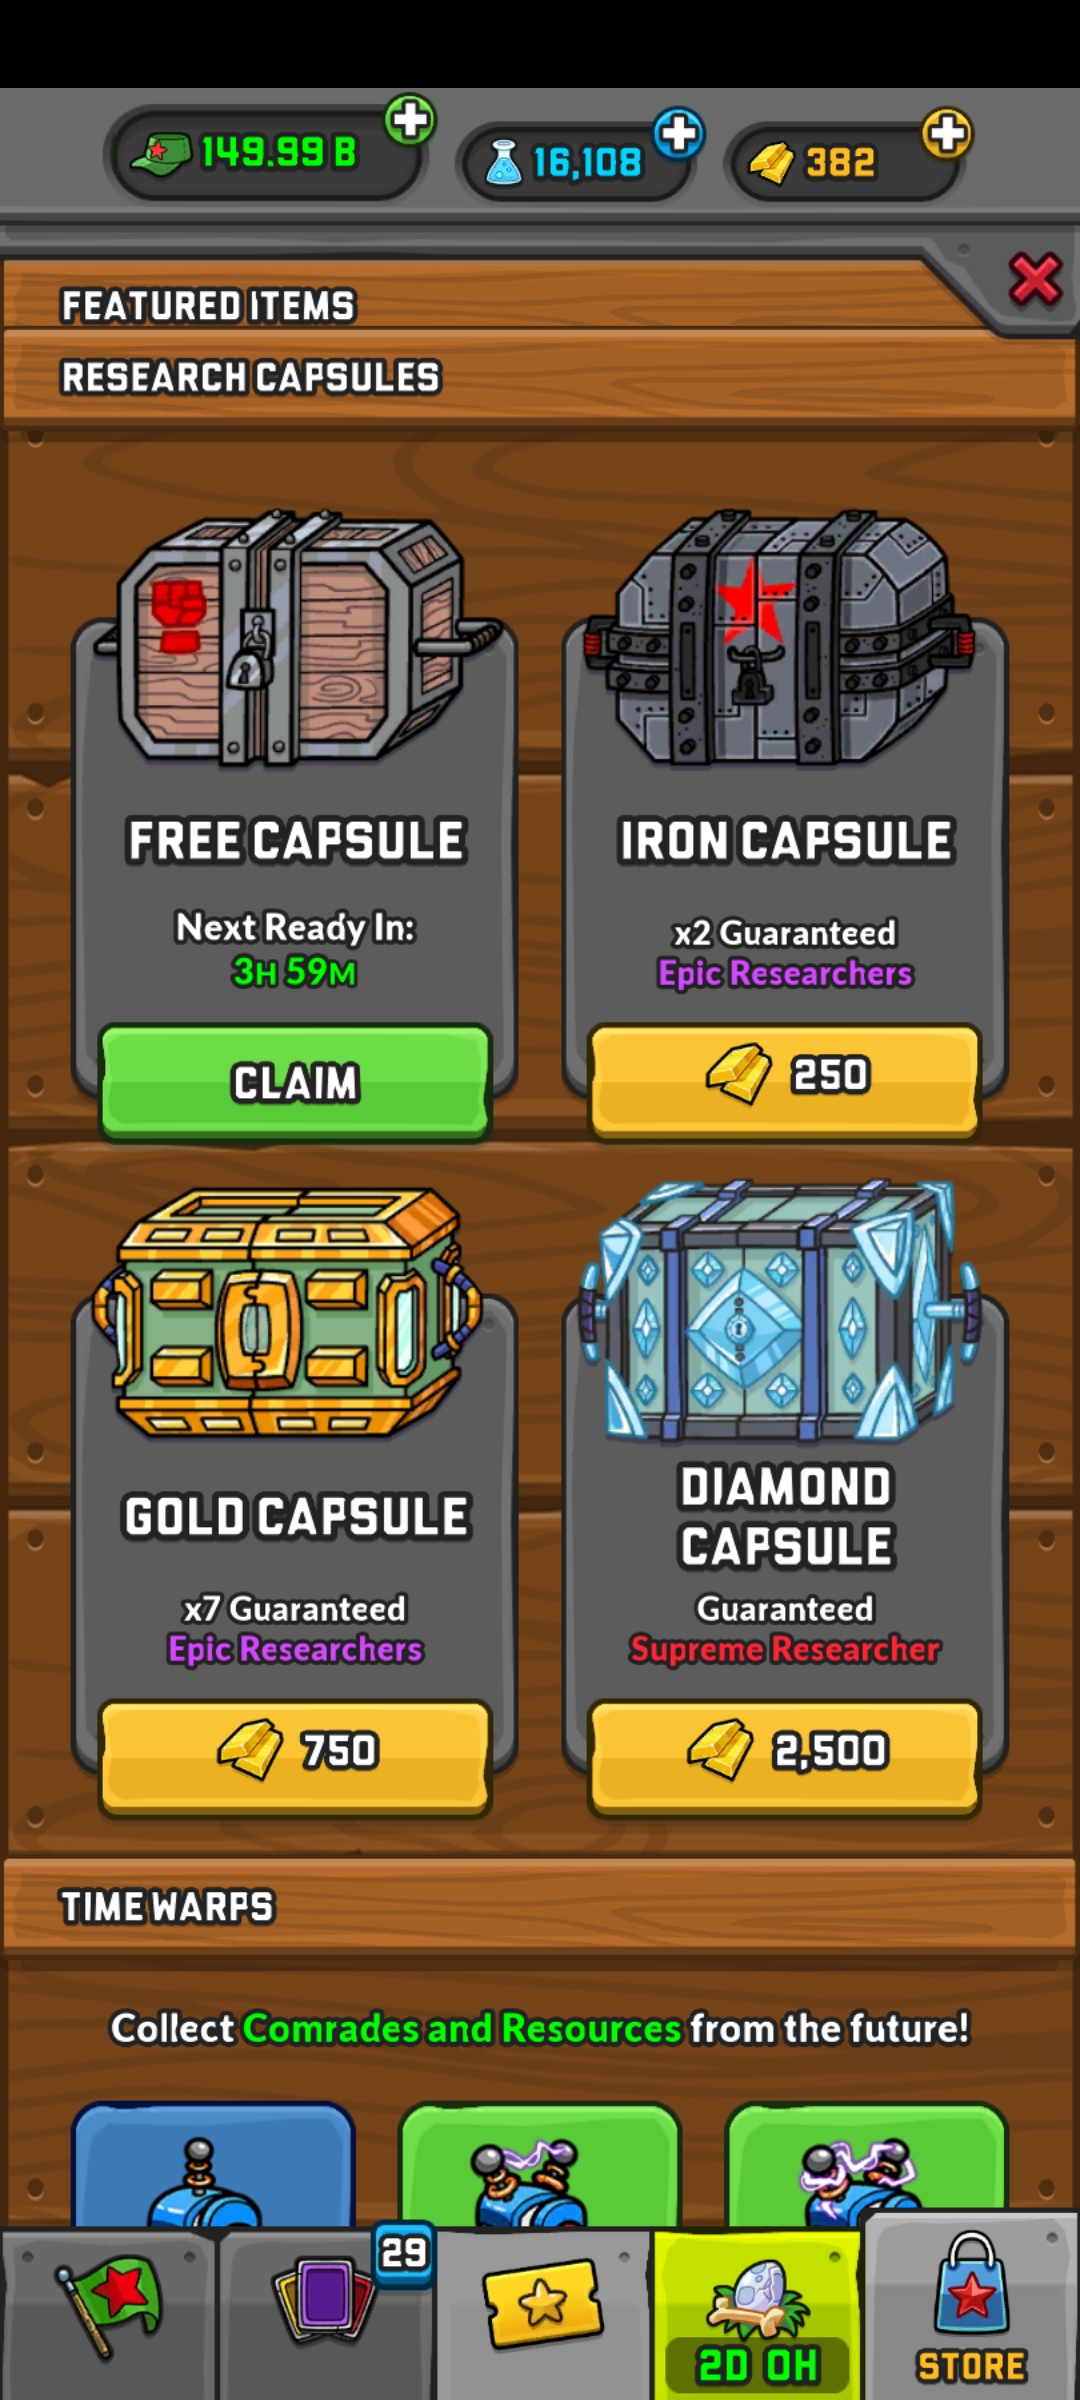 149.99 B
16,108
382
FEATURED ITEMS
RESEARCH CAPSULES
FREE CAPSULE
Next Ready In:
3H 59M
CLAIM
IRON CAPSULE
x2 Guaranteed
Epic Researchers
250
GOLD CAPSULE
x7 Guaranteed
Epic Researchers
750
DIAMOND
CAPSULE
Guaranteed
Supreme Researcher
2,500
TIME WARPS
Collect Comrades and Resources from the future!
29
2D 0H
STORE